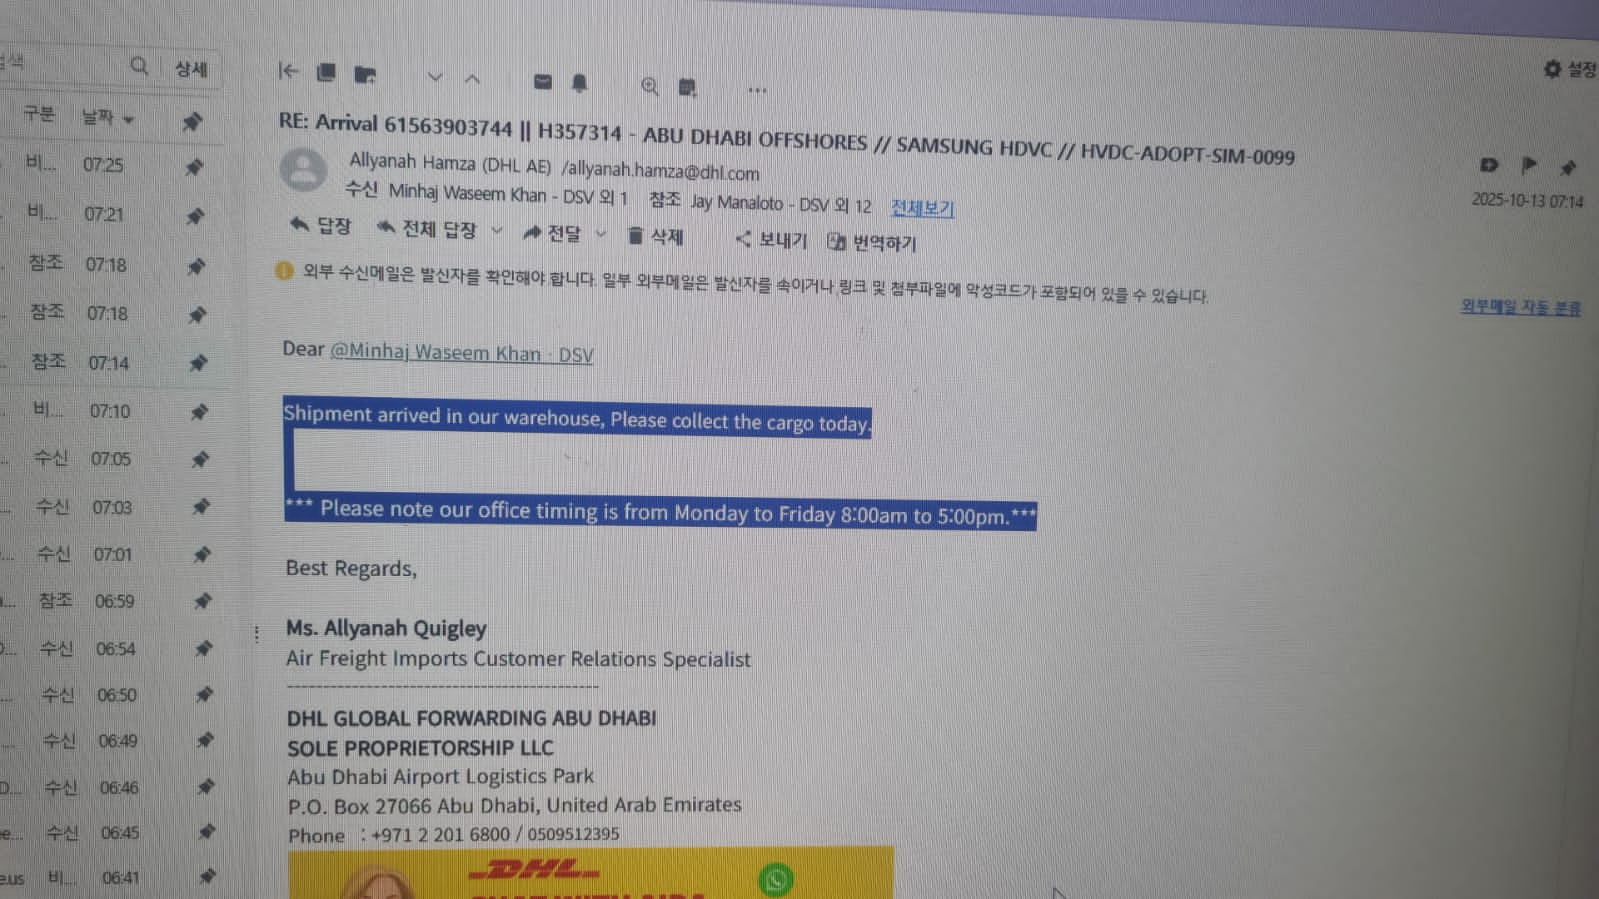 색
상세
설정
구분 날짜
비... 07:25
비... 07:21
참조 07:18
참조 07:18
참조 07:14
비... 07:10
수신 07:05
수신 07:03
수신 07:01
참조 06:59
수신 06:54
수신 06:50
수신 06:49
D... 수신 06:46
수신 06:45
비... 06:41
RE: Arrival 61563903744 || H357314 - ABU DHABI OFFSHORES // SAMSUNG HDVC // HVDC-ADOPT-SIM-0099
Allyanah Hamza (DHL AE) /allyanah.hamza@dhl.com
수신 Minhaj Waseem Khan - DSV 외 1 참조 Jay Manaloto - DSV 외 12 전체보기
2025-10-13 07:14
답장 전체 답장 전달 삭제 보내기 번역하기
외부 수신메일은 발신자를 확인해야 합니다. 일부 외부메일은 발신자를 속이거나 링크 및 첨부파일에 악성코드가 포함되어 있을 수 있습니다.
외부메일 자동 분류
Dear @Minhaj Waseem Khan - DSV
Shipment arrived in our warehouse, Please collect the cargo today.
*** Please note our office timing is from Monday to Friday 8:00am to 5:00pm.***
Best Regards,
Ms. Allyanah Quigley
Air Freight Imports Customer Relations Specialist
--------------------------------------------
DHL GLOBAL FORWARDING ABU DHABI
SOLE PROPRIETORSHIP LLC
Abu Dhabi Airport Logistics Park
P.O. Box 27066 Abu Dhabi, United Arab Emirates
Phone : +971 2 201 6800 / 0509512395
DHL